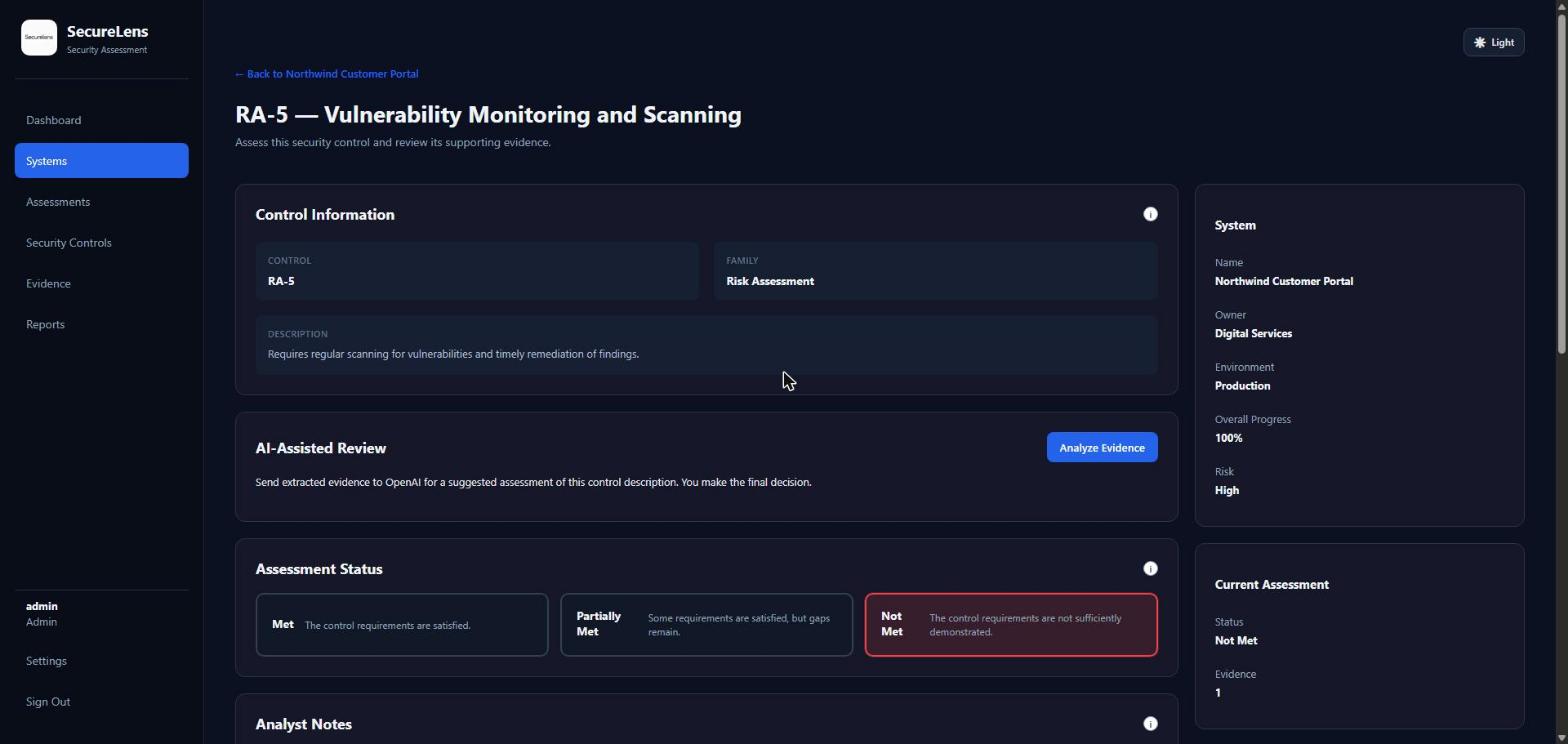 Securelens
SecureLens
Security Assessment
Dashboard
Systems
Assessments
Security Controls
Evidence
Reports
admin
Admin
Settings
Sign Out
Light
← Back to Northwind Customer Portal
RA-5 — Vulnerability Monitoring and Scanning
Assess this security control and review its supporting evidence.
Control Information
i
CONTROL
RA-5
FAMILY
Risk Assessment
DESCRIPTION
Requires regular scanning for vulnerabilities and timely remediation of findings.
AI-Assisted Review
Analyze Evidence
Send extracted evidence to OpenAI for a suggested assessment of this control description. You make the final decision.
Assessment Status
i
Met
The control requirements are satisfied.
Partially
Met
Some requirements are satisfied, but gaps
remain.
Not
Met
The control requirements are not sufficiently
demonstrated.
Analyst Notes
i
System
Name
Northwind Customer Portal
Owner
Digital Services
Environment
Production
Overall Progress
100%
Risk
High
Current Assessment
Status
Not Met
Evidence
1